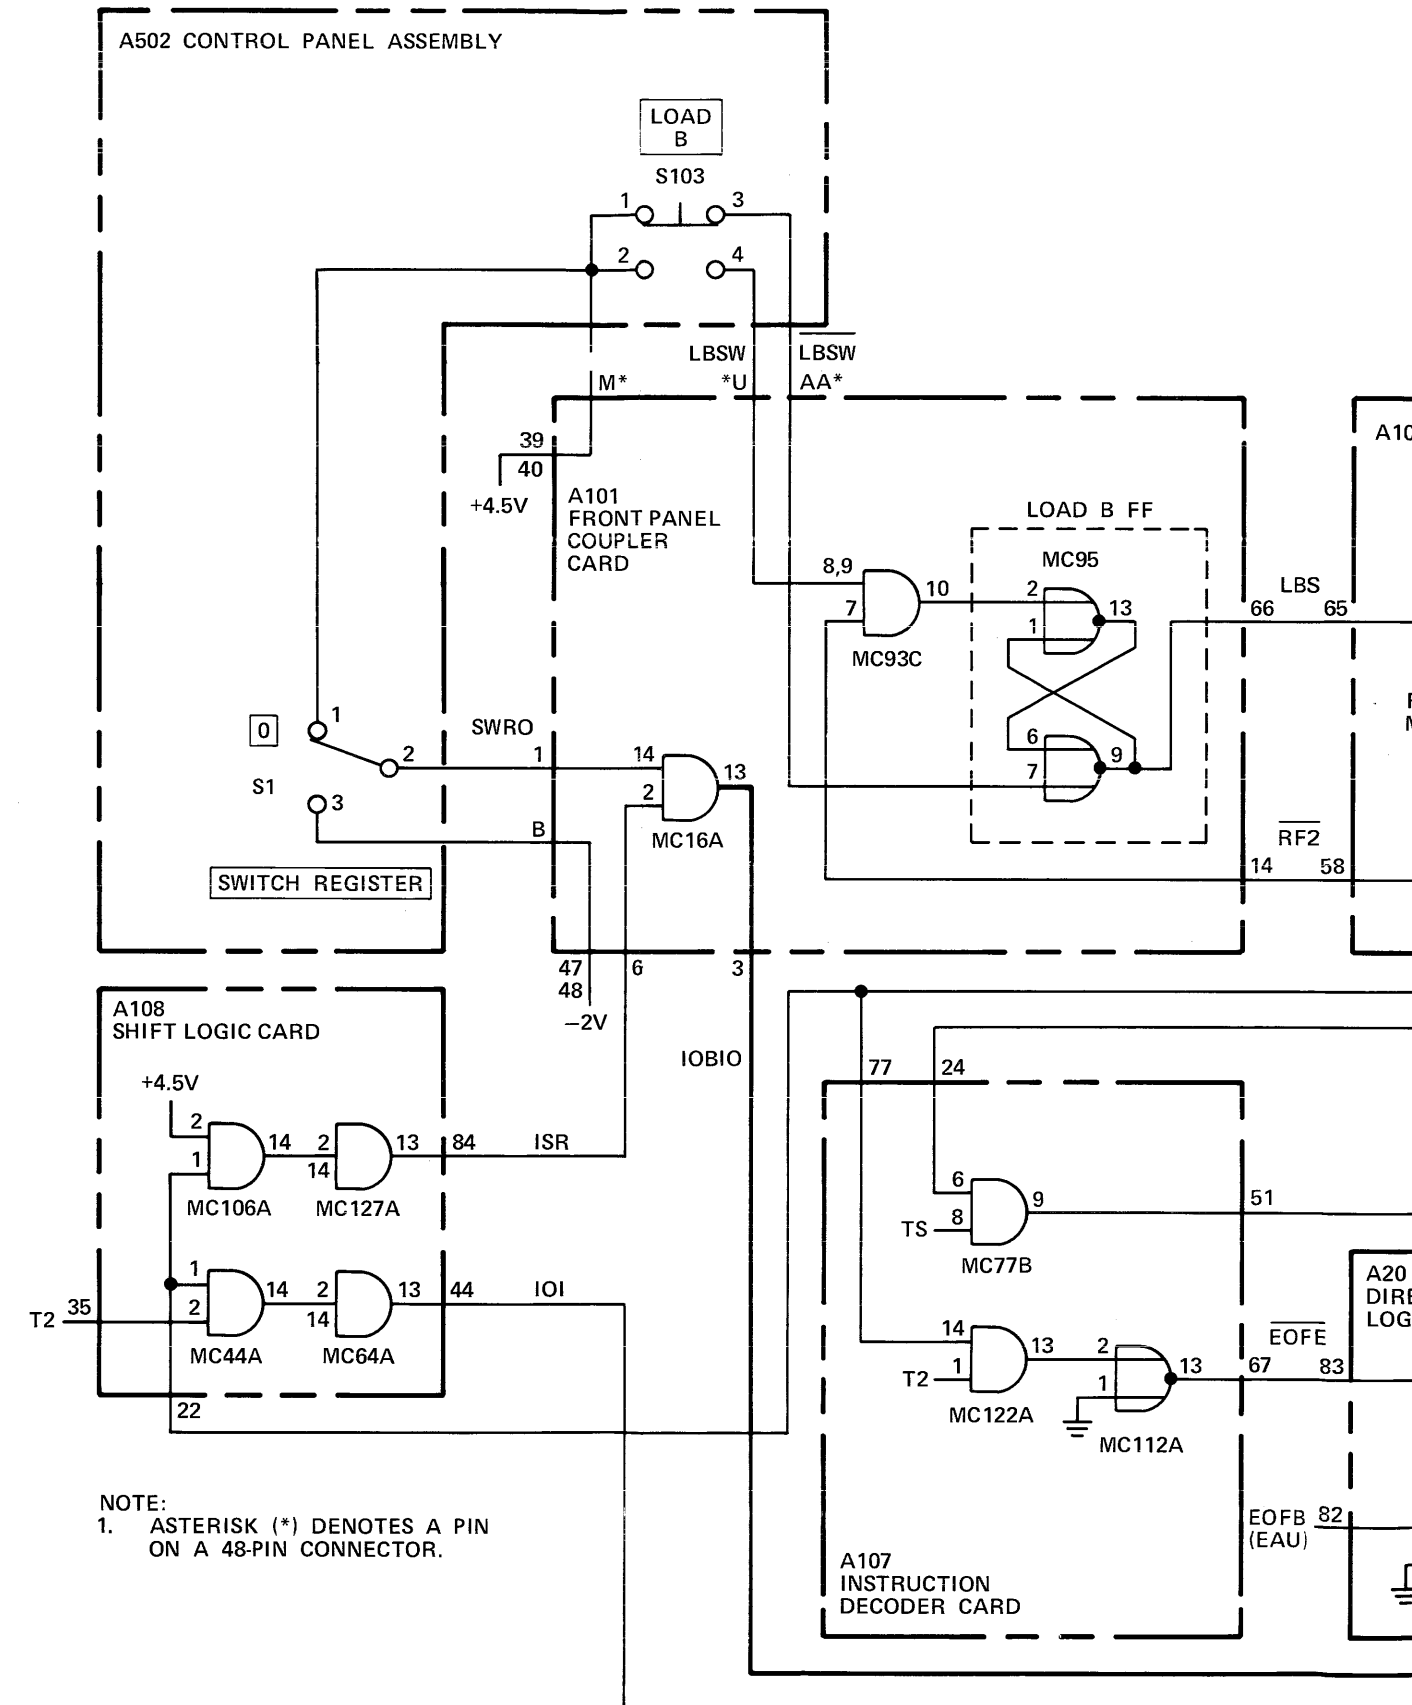 A502 CONTROL PANEL ASSEMBLY
LOAD
B
S103
1
3
2
4
LBSW
LBSW
M*
*U
AA*
39
40
+4.5V
A101
FRONT PANEL
COUPLER
CARD
A10
LOAD B FF
MC95
8,9
10
2
13
7
1
MC93C
LBS
66
65
0
1
SWRO
2
1
14
13
6
9
S1
3
2
7
B
MC16A
RF2
14
58
SWITCH REGISTER
47
48
6
3
-2V
A108
SHIFT LOGIC CARD
IOBIO
77
24
+4.5V
2
1
14
2
14
13
84
ISR
MC106A
MC127A
6
9
51
TS
8
MC77B
1
14
2
13
44
IOI
T2
35
2
14
MC44A
MC64A
A20
DIRE
LOG
14
13
2
13
EOFE
67
83
T2
1
1
MC122A
MC112A
22
NOTE:
1. ASTERISK (*) DENOTES A PIN
ON A 48-PIN CONNECTOR.
EOFB
(EAU)
82
A107
INSTRUCTION
DECODER CARD